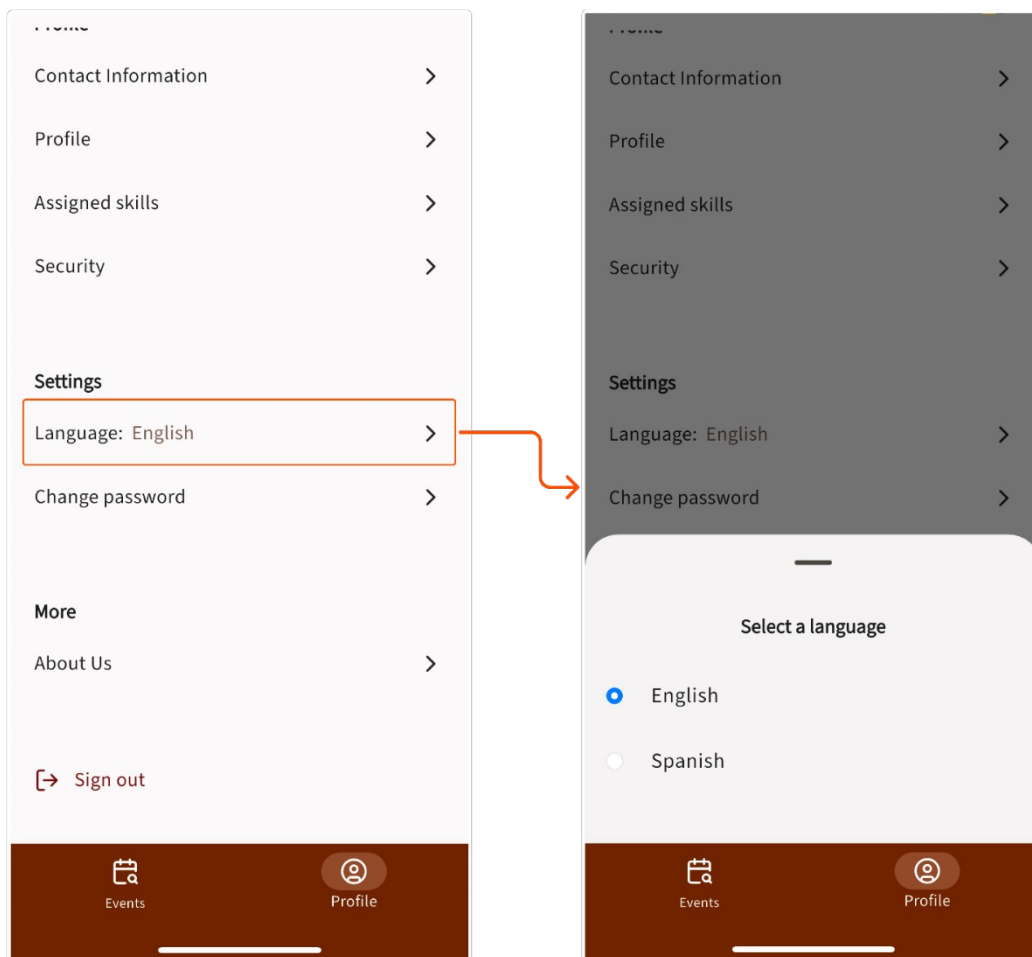 Contact Information
Profile
Assigned skills
Security
Settings
Language: English
Change password
More
About Us
Sign out
Events
Profile
Contact Information
Profile
Assigned skills
Security
Settings
Language: English
Change password
Select a language
English
Spanish
Events
Profile